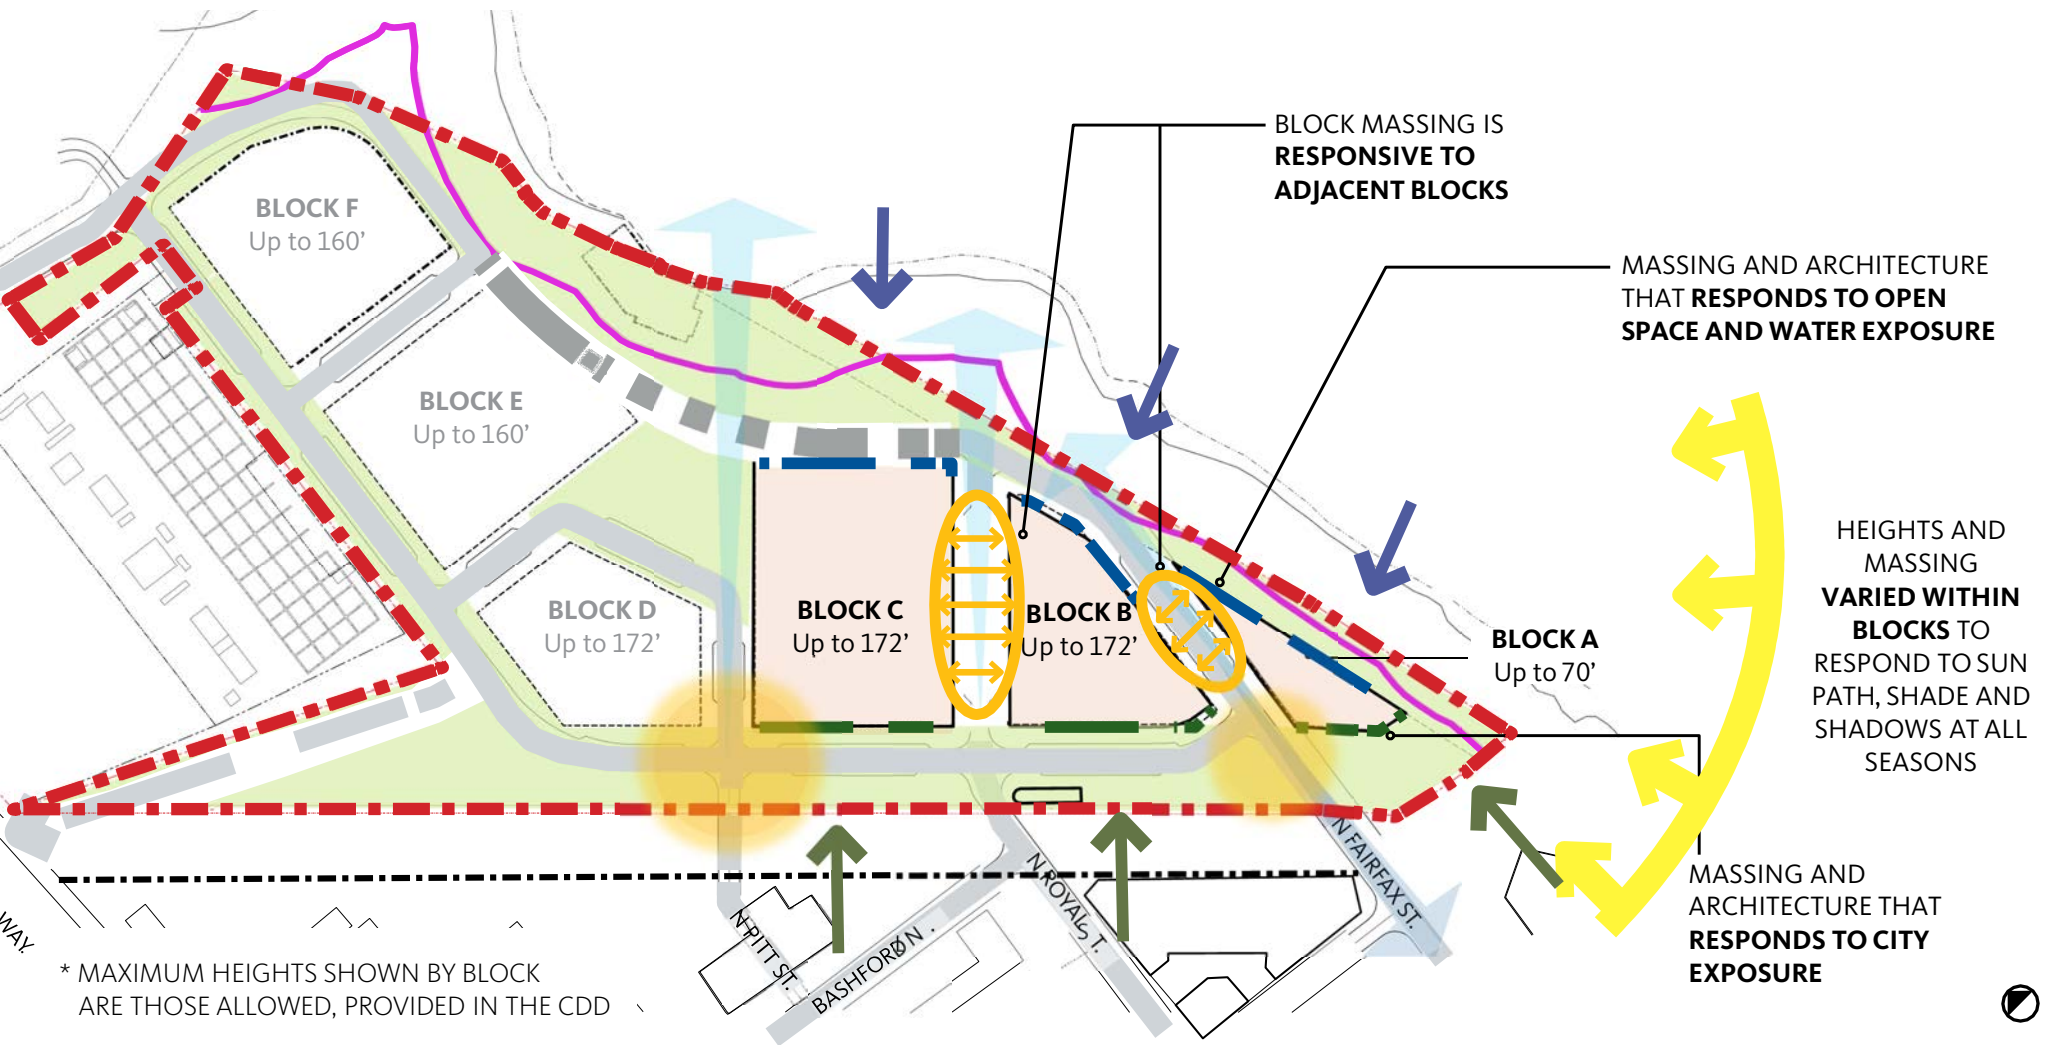 BLOCK MASSING IS
RESPONSIVE TO
ADJACENT BLOCKS
MASSING AND ARCHITECTURE
THAT RESPONDS TO OPEN
SPACE AND WATER EXPOSURE
BLOCK F
Up to 160’
BLOCK E
Up to 160’
BLOCK D
Up to 172’
BLOCK C
Up to 172’
BLOCK B
Up to 172’
BLOCK A
Up to 70’
HEIGHTS AND
MASSING
VARIED WITHIN
BLOCKS TO
RESPOND TO SUN
PATH, SHADE AND
SHADOWS AT ALL
SEASONS
MASSING AND
ARCHITECTURE THAT
RESPONDS TO CITY
EXPOSURE
WAY.
N PITT ST.
BASHFORD N .
N ROYAL S T.
N FAIRFAX ST.
* MAXIMUM HEIGHTS SHOWN BY BLOCK
ARE THOSE ALLOWED, PROVIDED IN THE CDD